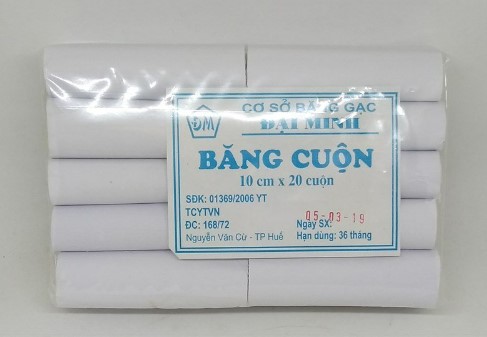 ĐM
CƠ SỞ BĂNG GẠC
ĐẠI MINH
BĂNG CUỘN
10 cm x 20 cuộn
SĐK: 01369/2006 YT
TCYTVN
ĐC: 168/72
Nguyễn Văn Cừ - TP Huế
05-03-19
Ngày SX:
Hạn dùng: 36 tháng